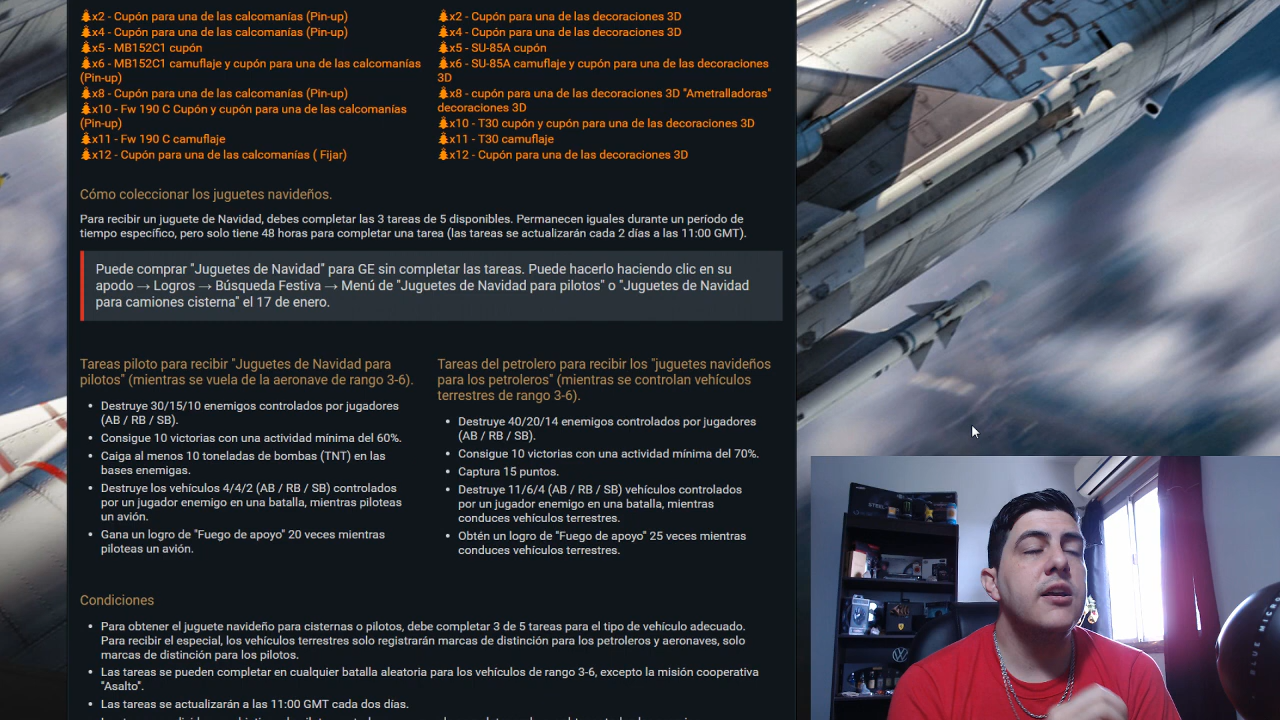 🎄x2 - Cupón para una de las calcomanías (Pin-up)
🎄x4 - Cupón para una de las calcomanías (Pin-up)
🎄x5 - MB152C1 cupón
🎄x6 - MB152C1 camuflaje y cupón para una de las calcomanías
(Pin-up)
🎄x8 - Cupón para una de las calcomanías (Pin-up)
🎄x10 - Fw 190 C Cupón y cupón para una de las calcomanías
(Pin-up)
🎄x11 - Fw 190 C camuflaje
🎄x12 - Cupón para una de las calcomanías ( Fijar)
🎄x2 - Cupón para una de las decoraciones 3D
🎄x4 - Cupón para una de las decoraciones 3D
🎄x5 - SU-85A cupón
🎄x6 - SU-85A camuflaje y cupón para una de las decoraciones
3D
🎄x8 - cupón para una de las decoraciones 3D "Ametralladoras"
decoraciones 3D
🎄x10 - T30 cupón y cupón para una de las decoraciones 3D
🎄x11 - T30 camuflaje
🎄x12 - Cupón para una de las decoraciones 3D
Cómo coleccionar los juguetes navideños.
Para recibir un juguete de Navidad, debes completar las 3 tareas de 5 disponibles. Permanecen iguales durante un período de
tiempo específico, pero solo tiene 48 horas para completar una tarea (las tareas se actualizarán cada 2 días a las 11:00 GMT).
Puede comprar "Juguetes de Navidad" para GE sin completar las tareas. Puede hacerlo haciendo clic en su
apodo → Logros → Búsqueda Festiva → Menú de "Juguetes de Navidad para pilotos" o "Juguetes de Navidad
para camiones cisterna" el 17 de enero.
Tareas piloto para recibir "Juguetes de Navidad para
pilotos" (mientras se vuela de la aeronave de rango 3-6).
• Destruye 30/15/10 enemigos controlados por jugadores
(AB / RB / SB).
• Consigue 10 victorias con una actividad mínima del 60%.
• Caiga al menos 10 toneladas de bombas (TNT) en las
bases enemigas.
• Destruye los vehículos 4/4/2 (AB / RB / SB) controlados
por un jugador enemigo en una batalla, mientras piloteas
un avión.
• Gana un logro de "Fuego de apoyo" 20 veces mientras
piloteas un avión.
Tareas del petrolero para recibir los "juguetes navideños
para los petroleros" (mientras se controlan vehículos
terrestres de rango 3-6).
• Destruye 40/20/14 enemigos controlados por jugadores
(AB / RB / SB).
• Consigue 10 victorias con una actividad mínima del 70%.
• Captura 15 puntos.
• Destruye 11/6/4 (AB / RB / SB) vehículos controlados
por un jugador enemigo en una batalla, mientras
conduces vehículos terrestres.
• Obtén un logro de "Fuego de apoyo" 25 veces mientras
conduces vehículos terrestres.
Condiciones
• Para obtener el juguete navideño para cisternas o pilotos, debe completar 3 de 5 tareas para el tipo de vehículo adecuado.
Para recibir el especial, los vehículos terrestres solo registrarán marcas de distinción para los petroleros y aeronaves, solo
marcas de distinción para los pilotos.
• Las tareas se pueden completar en cualquier batalla aleatoria para los vehículos de rango 3-6, excepto la misión cooperativa
"Asalto".
• Las tareas se actualizarán a las 11:00 GMT cada dos días.
BLUE MICR